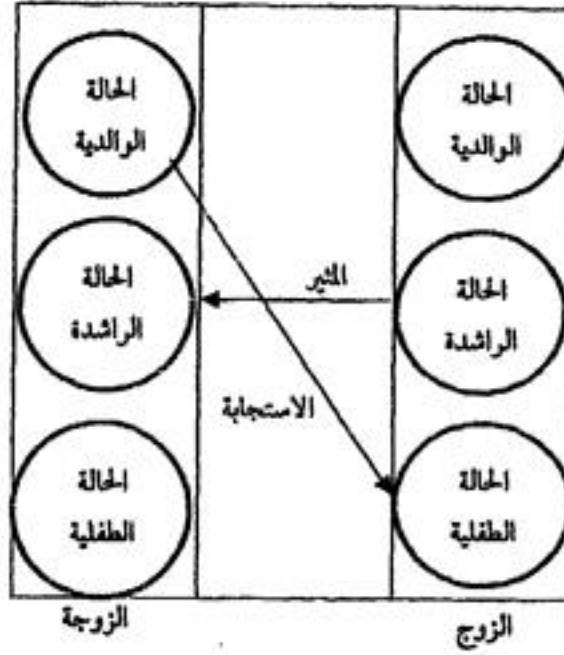 الحالة
الوالدية
الحالة
الوالدية
الحالة
الراشدة
المثير
الحالة
الراشدة
الاستجابة
الحالة
الطفلية
الحالة
الطفلية
الزوج
الزوجة